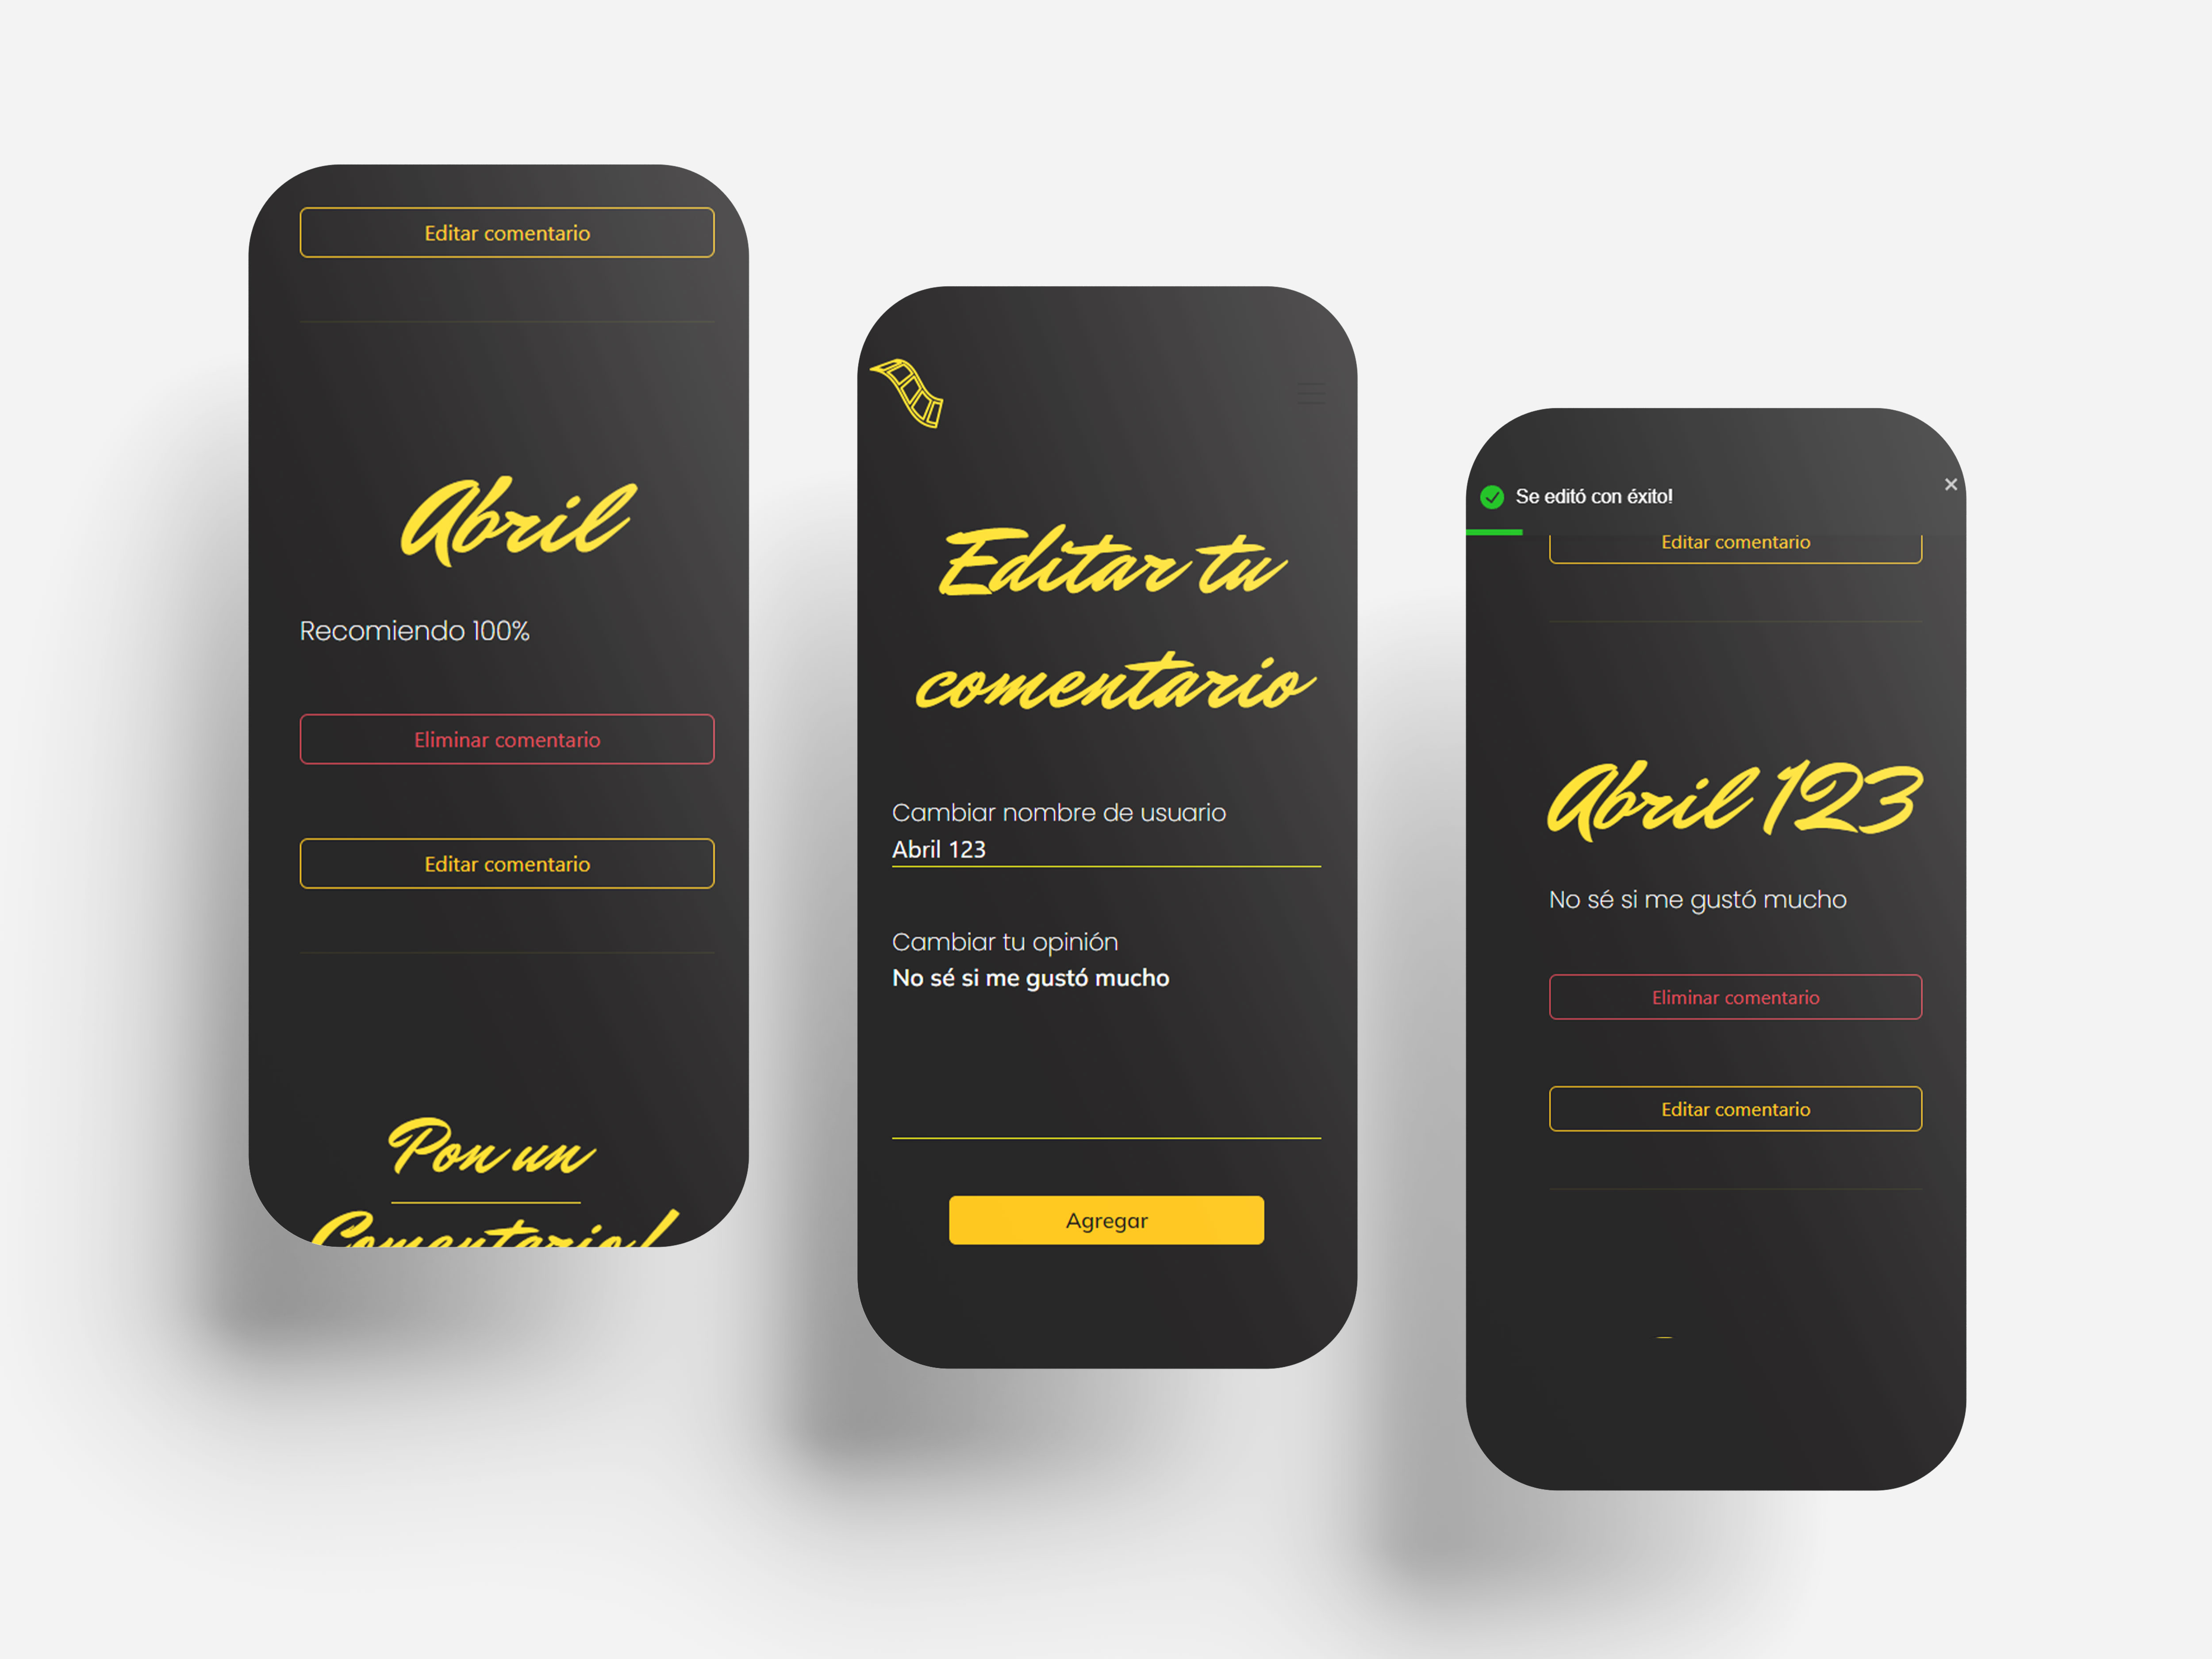 Editar comentario
Abril
Recomiendo 100%
Eliminar comentario
Editar comentario
Pon un
Comentario!
Editar tu
comentario
Cambiar nombre de usuario
Abril 123
Cambiar tu opinión
No sé si me gustó mucho
Agregar
Se editó con éxito!
Editar comentario
Abril 123
No sé si me gustó mucho
Eliminar comentario
Editar comentario